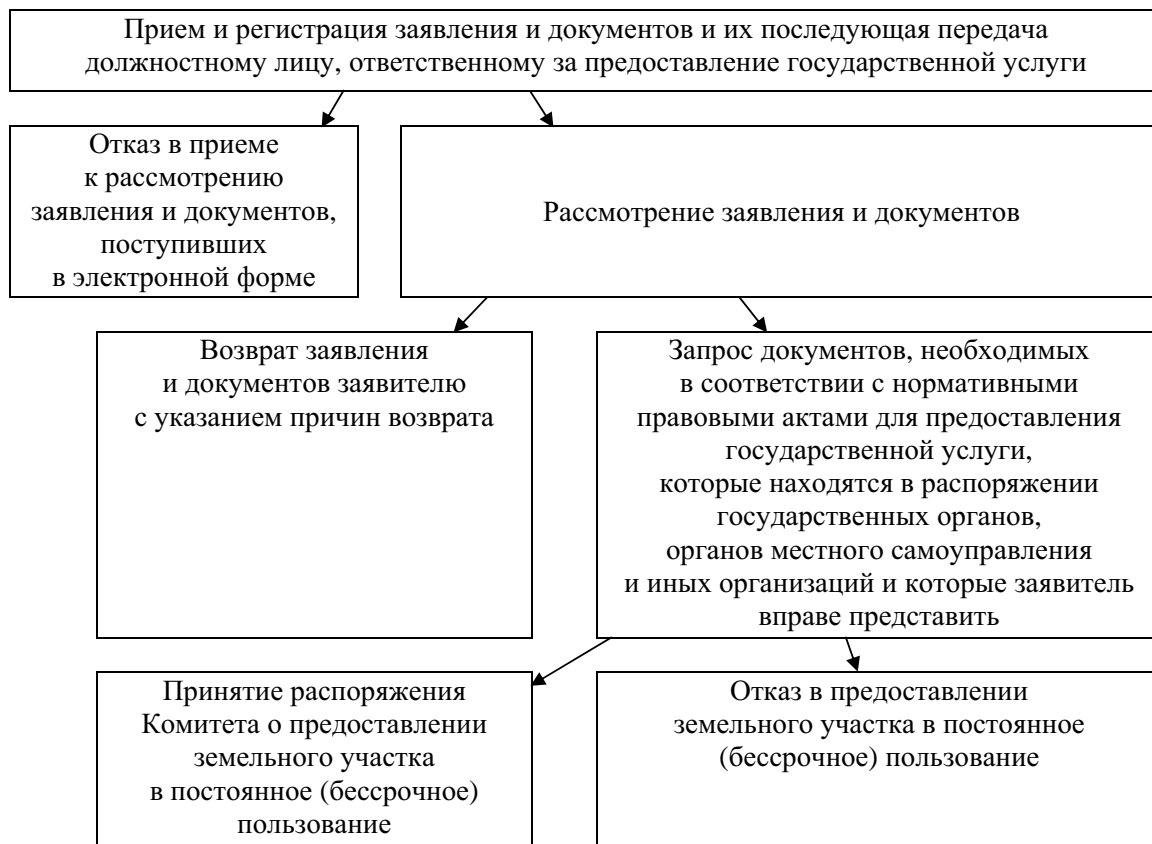 Прием и регистрация заявления и документов и их последующая передача
должностному лицу, ответственному за предоставление государственной услуги
Отказ в приеме
к рассмотрению
заявления и документов,
поступивших
в электронной форме
Рассмотрение заявления и документов
Возврат заявления
и документов заявителю
с указанием причин возврата
Запрос документов, необходимых
в соответствии с нормативными
правовыми актами для предоставления
государственной услуги,
которые находятся в распоряжении
государственных органов,
органов местного самоуправления
и иных организаций и которые заявитель
вправе представить
Принятие распоряжения
Комитета о предоставлении
земельного участка
в постоянное (бессрочное)
пользование
Отказ в предоставлении
земельного участка в постоянное
(бессрочное) пользование